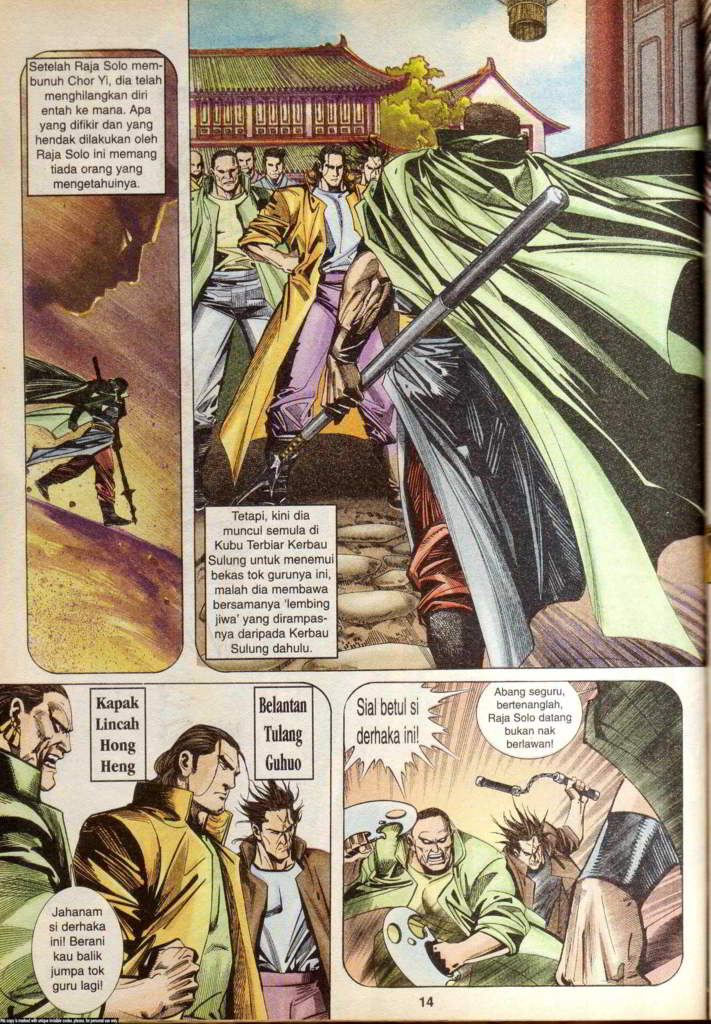 Setelah Raja Solo mem-
bunuh Chor Yi, dia telah
menghilangkan diri
entah ke mana. Apa
yang difikir dan yang
hendak dilakukan oleh
Raja Solo ini memang
tiada orang yang
mengetahuinya.
Tetapi, kini dia
muncul semula di
Kubu Terbiar Kerbau
Sulung untuk menemui
bekas tok gurunya ini,
malah dia membawa
bersamanya 'lembing
jiwa' yang dirampas-
nya daripada Kerbau
Sulung dahulu.
Kapak
Lincah
Hong
Heng
Belantan
Tulang
Guhuo
Jahanam
si derhaka
ini! Berani
kau balik
jumpa tok
guru lagi!
Sial betul si
derhaka ini!
Abang seguru,
bertenanglah,
Raja Solo datang
bukan nak
berlawan!
14